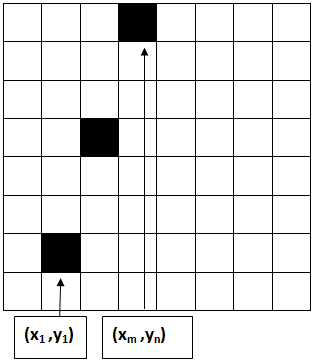 (x₁ ,y₁)
(xₘ ,yₙ)